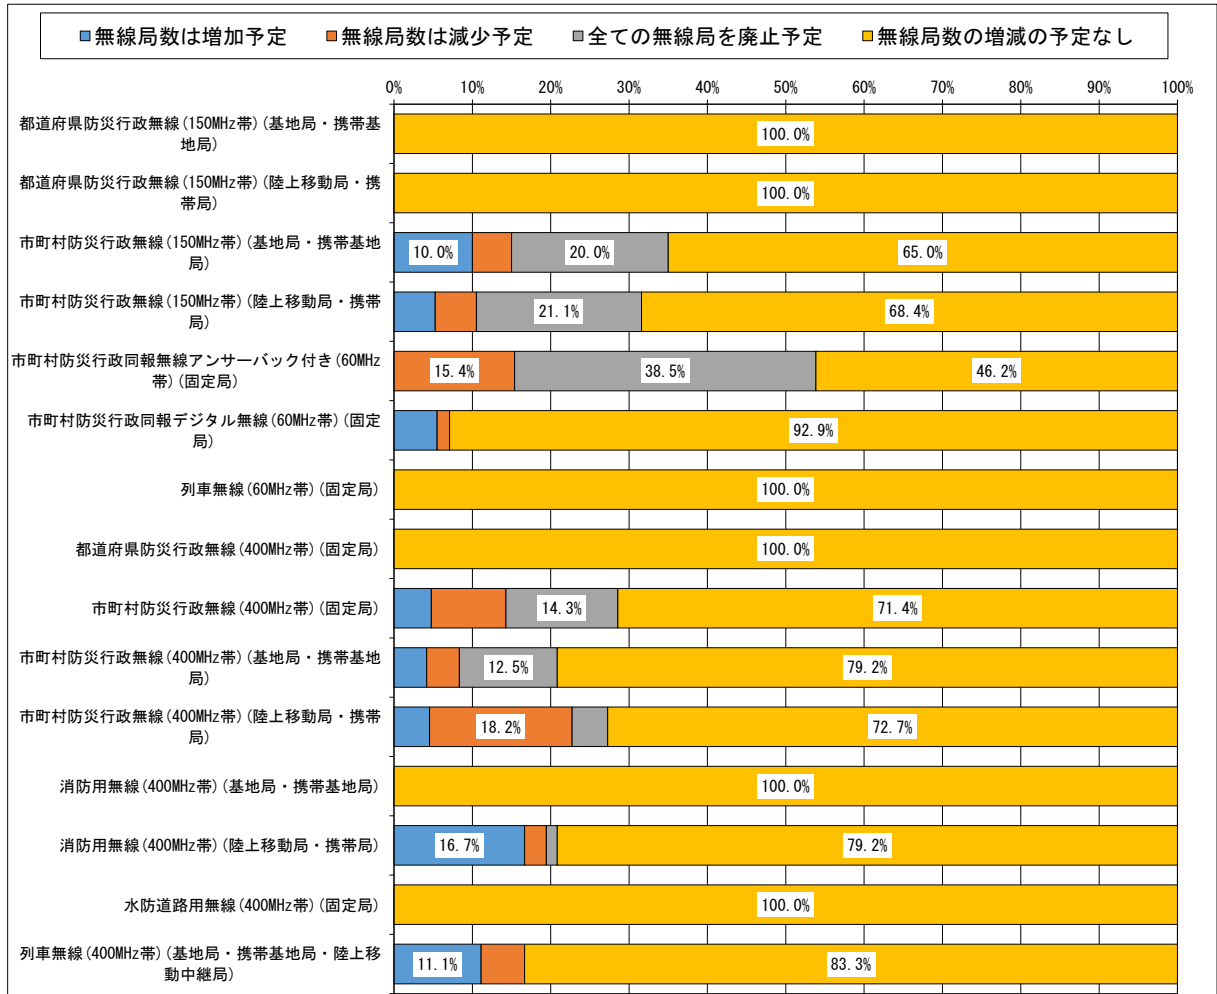 無線局数は増加予定 無線局数は減少予定 全ての無線局を廃止予定 無線局数の増減の予定なし
0% 10% 20% 30% 40% 50% 60% 70% 80% 90% 100%
都道府県防災行政無線(150MHz帯)(基地局・携帯基
地局)
100.0%
都道府県防災行政無線(150MHz帯)(陸上移動局・携
帯局)
100.0%
市町村防災行政無線(150MHz帯)(基地局・携帯基地
局)
10.0% 20.0% 65.0%
市町村防災行政無線(150MHz帯)(陸上移動局・携帯
局)
21.1% 68.4%
市町村防災行政同報無線アンサーバック付き(60MHz
帯)(固定局)
15.4% 38.5% 46.2%
市町村防災行政同報デジタル無線(60MHz帯)(固定
局)
92.9%
列車無線(60MHz帯)(固定局)
100.0%
都道府県防災行政無線(400MHz帯)(固定局)
100.0%
市町村防災行政無線(400MHz帯)(固定局)
14.3% 71.4%
市町村防災行政無線(400MHz帯)(基地局・携帯基地
局)
12.5% 79.2%
市町村防災行政無線(400MHz帯)(陸上移動局・携帯
局)
18.2% 72.7%
消防用無線(400MHz帯)(基地局・携帯基地局)
100.0%
消防用無線(400MHz帯)(陸上移動局・携帯局)
16.7% 79.2%
水防道路用無線(400MHz帯)(固定局)
100.0%
列車無線(400MHz帯)(基地局・携帯基地局・陸上移
動中継局)
11.1% 83.3%